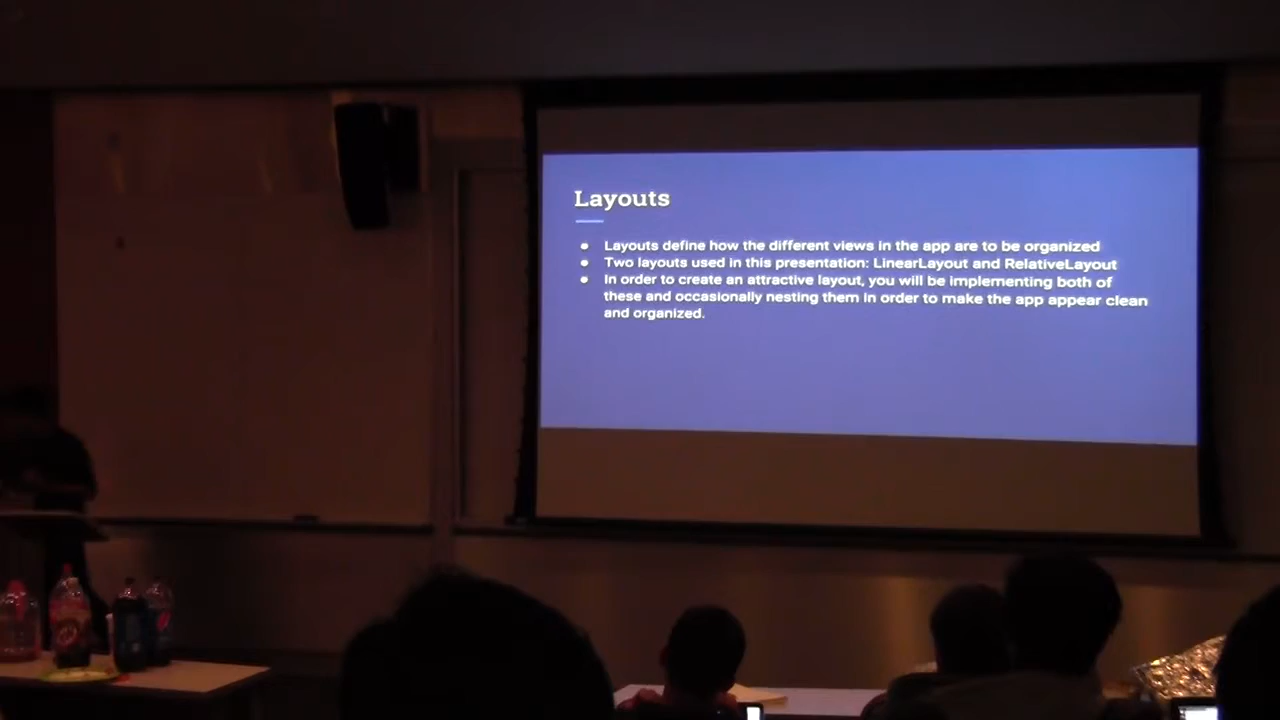 Layouts
● Layouts define how the different views in the app are to be organized
● Two layouts used in this presentation: LinearLayout and RelativeLayout
● In order to create an attractive layout, you will be implementing both of
these and occasionally nesting them in order to make the app appear clean
and organized.